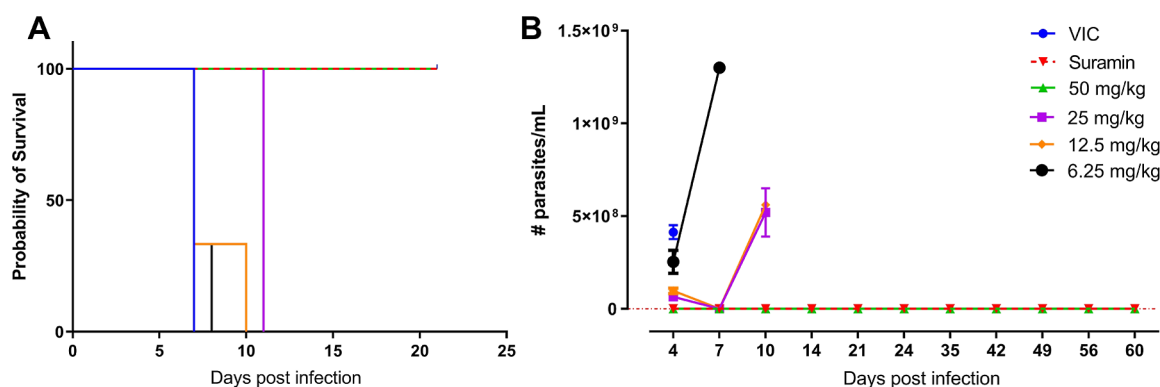 A
Probability of Survival
100
50
0
0 5 10 15 20 25
Days post infection
B
# parasites/mL
1.5×10⁹
1×10⁹
5×10⁸
0
4 7 10 14 21 24 35 42 49 56 60
Days post infection
VIC
Suramin
50 mg/kg
25 mg/kg
12.5 mg/kg
6.25 mg/kg